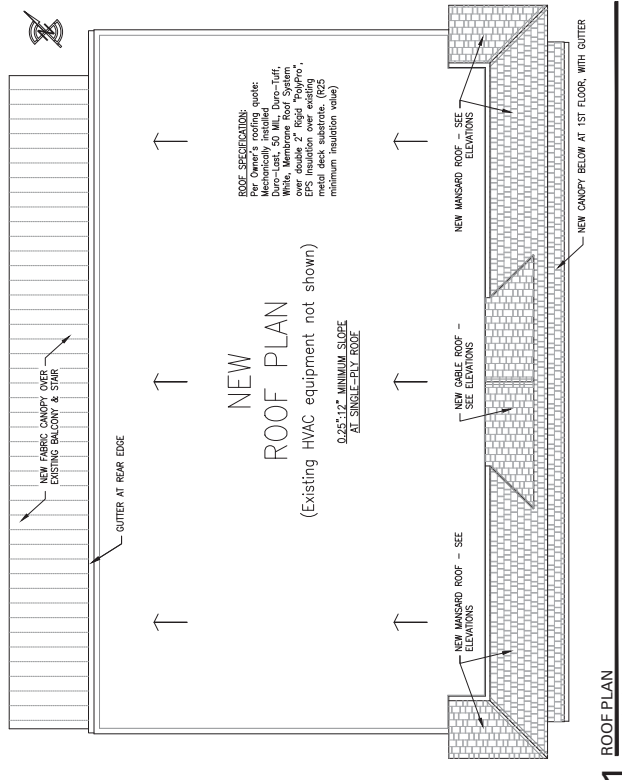 NEW FABRIC CANOPY OVER
EXISTING BALCONY & STAIR
GUTTER AT REAR EDGE
ROOF SPECIFICATION:
Per Owner's roofing quote:
Mechanically installed
Duro-Last, 50 MIL, Duro-Tuff,
White, Membrane Roof System
over double 2" Rigid "PolyPro",
EPS Insulation over existing
metal deck substrate. (R25
minimum insulation value)
NEW
ROOF PLAN
(Existing HVAC equipment not shown)
0.25":12" MINIMUM SLOPE
AT SINGLE-PLY ROOF
NEW MANSARD ROOF - SEE
ELEVATIONS
NEW GABLE ROOF -
SEE ELEVATIONS
NEW MANSARD ROOF - SEE
ELEVATIONS
NEW CANOPY BELOW AT 1ST FLOOR, WITH GUTTER
1 ROOF PLAN